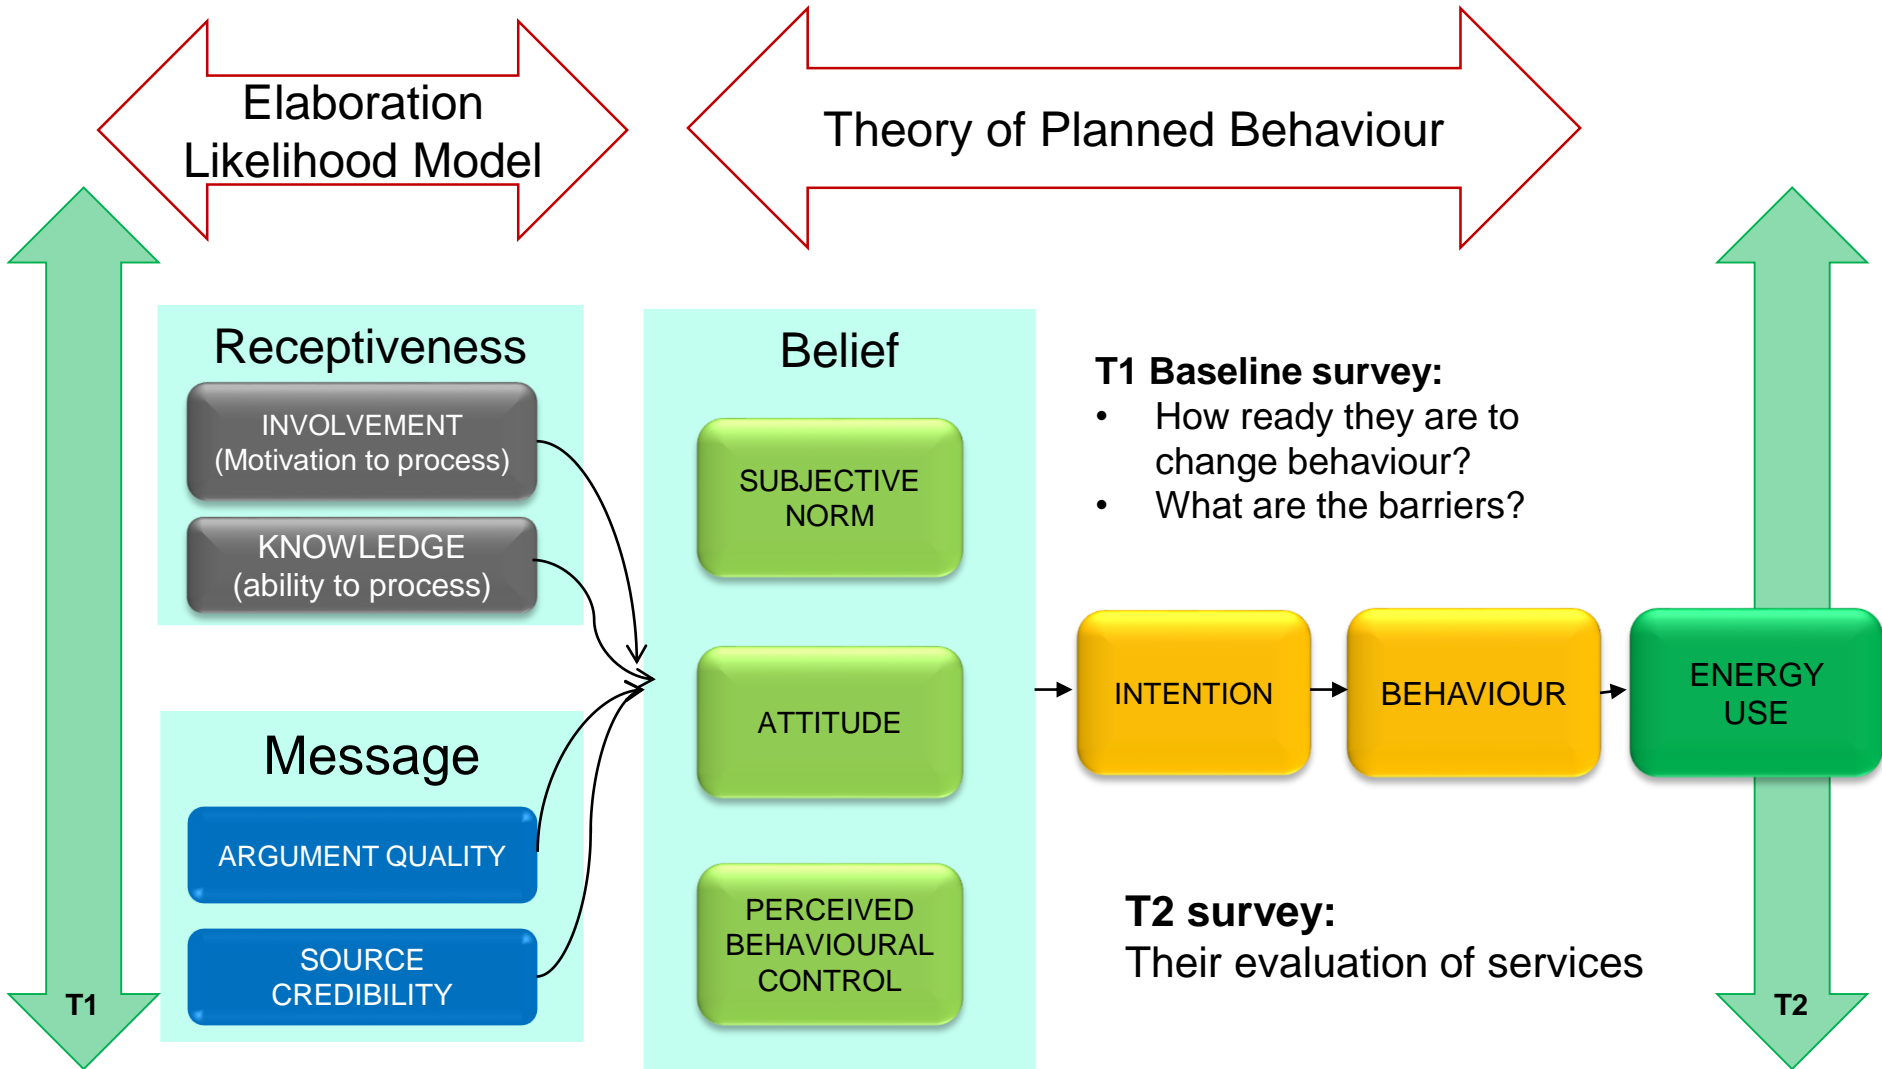 Elaboration
Likelihood Model
Theory of Planned Behaviour
Receptiveness
INVOLVEMENT
(Motivation to process)
KNOWLEDGE
(ability to process)
Message
ARGUMENT QUALITY
SOURCE
CREDIBILITY
T1
Belief
SUBJECTIVE
NORM
ATTITUDE
PERCEIVED
BEHAVIOURAL
CONTROL
T1 Baseline survey:
• How ready they are to
change behaviour?
• What are the barriers?
INTENTION
BEHAVIOUR
ENERGY
USE
T2 survey:
Their evaluation of services
T2